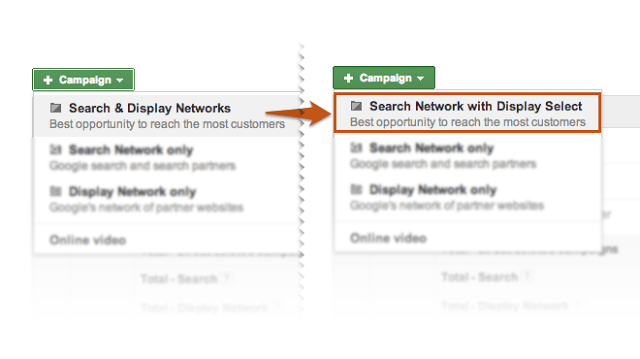 + Campaign
Search & Display Networks
Best opportunity to reach the most customers
Search Network only
Google search and search partners
Display Network only
Google's network of partner websites
Online video
Total - Search ?
Total - Display Network ?
+ Campaign
Search Network with Display Select
Best opportunity to reach the most customers
Search Network only
Google search and search partners
Display Network only
Google's network of partner websites
Online video
Total - Search ?
Total - Display Network ?